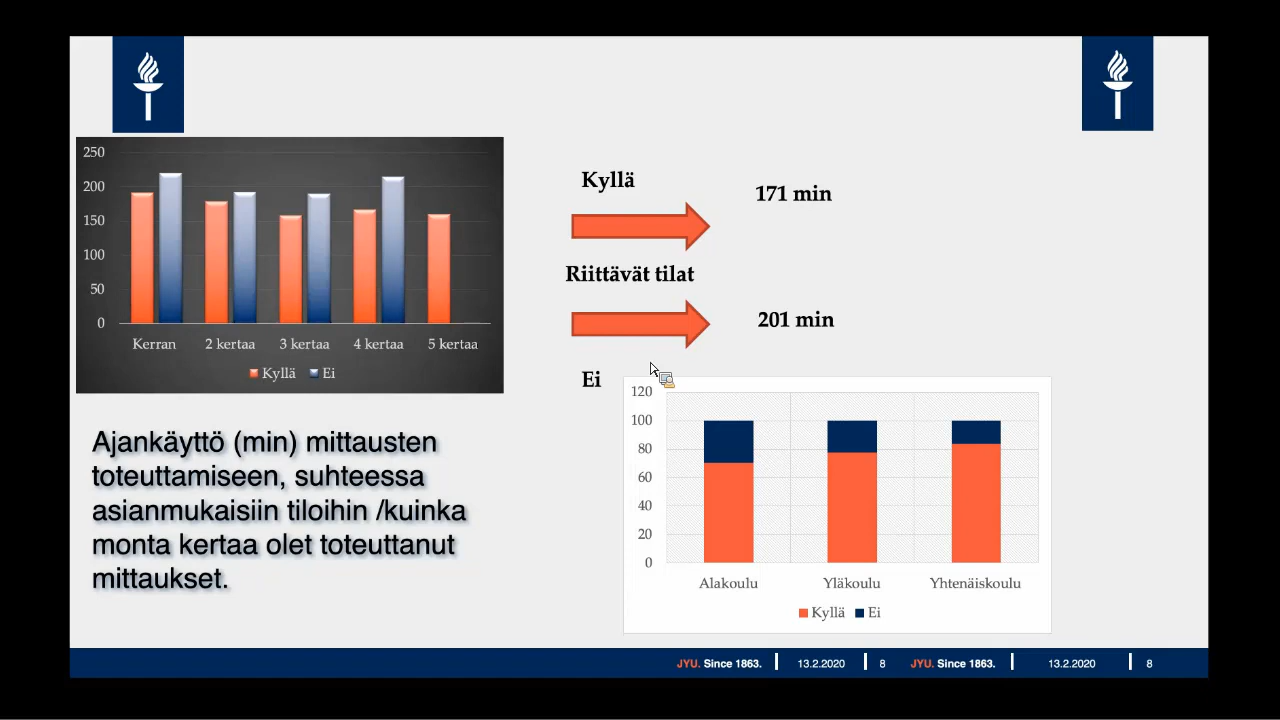 250
200
150
100
50
0
Kerran 2 kertaa 3 kertaa 4 kertaa 5 kertaa
Kyllä Ei
Kyllä
171 min
Riittävät tilat
201 min
Ei
Ajankäyttö (min) mittausten
toteuttamiseen, suhteessa
asianmukaisiin tiloihin /kuinka
monta kertaa olet toteuttanut
mittaukset.
120
100
80
60
40
20
0
Alakoulu Yläkoulu Yhtenäiskoulu
Kyllä Ei
JYU. Since 1863. 13.2.2020 8 JYU. Since 1863. 13.2.2020 8